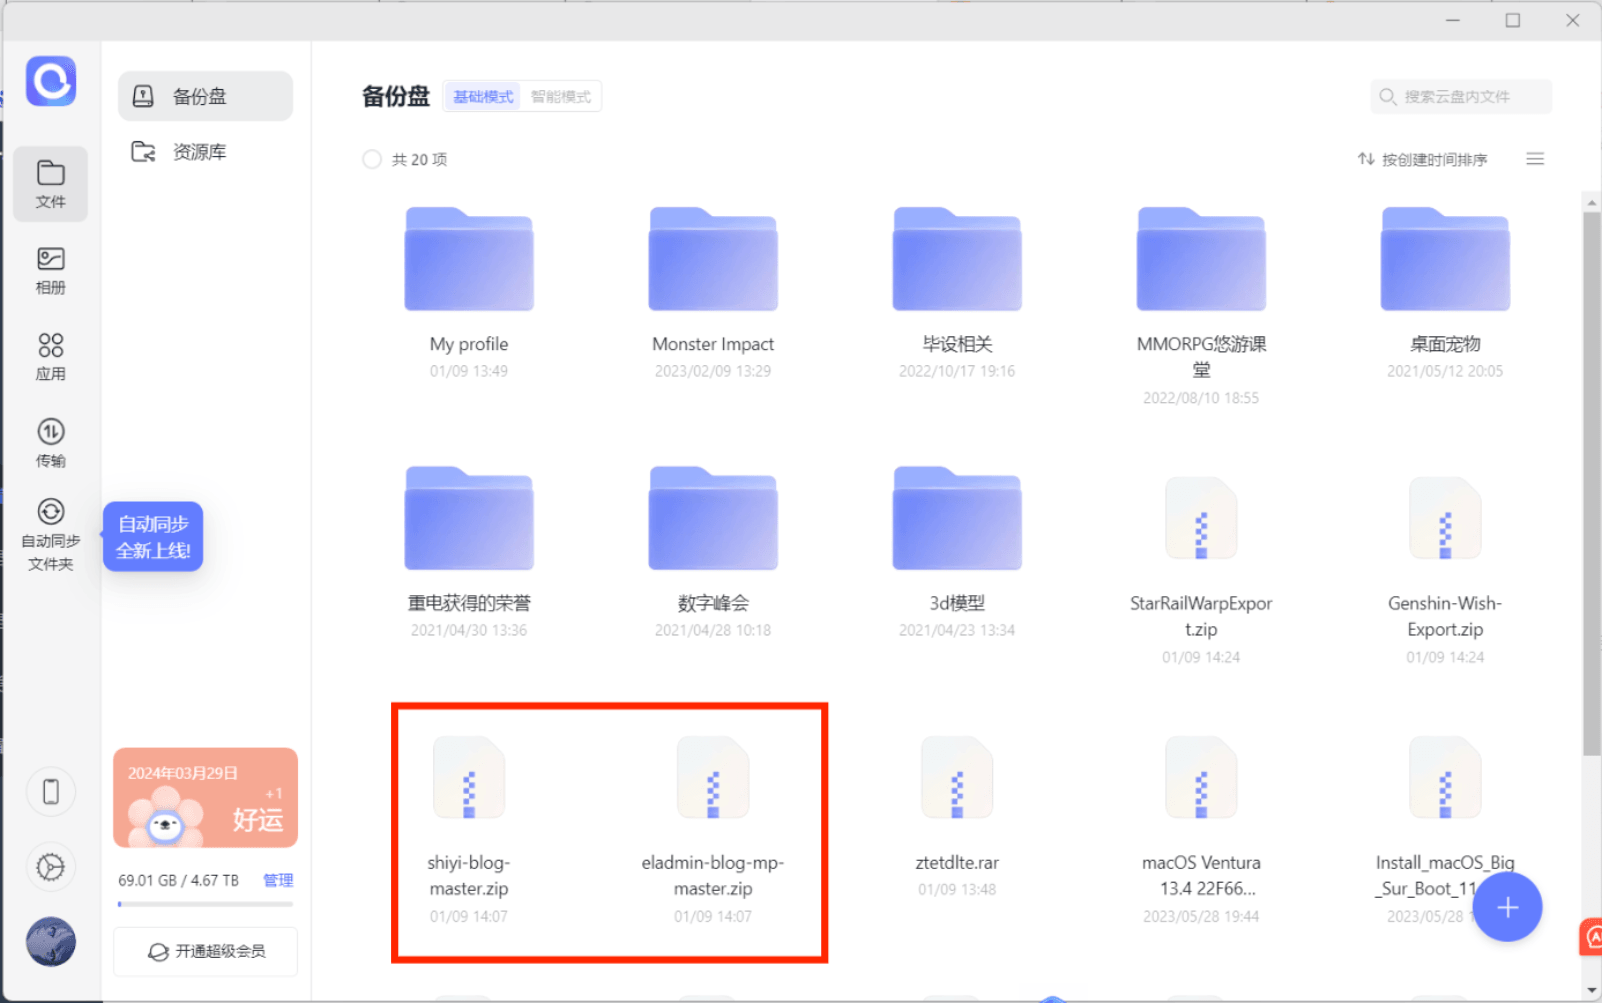 备份盘
资源库
文件
相册
应用
传输
自动同步
文件夹
自动同步
全新上线!
2024年03月29日
+1
好运
69.01 GB / 4.67 TB
管理
开通超级会员
备份盘
基础模式
智能模式
搜索云盘内文件
共 20 项
按创建时间排序
My profile
01/09 13:49
Monster Impact
2023/02/09 13:29
毕设相关
2022/10/17 19:16
MMORPG悠游课
堂
2022/08/10 18:55
桌面宠物
2021/05/12 20:05
重电获得的荣誉
2021/04/30 13:36
数字峰会
2021/04/28 10:18
3d模型
2021/04/23 13:34
StarRailWarpExpor
t.zip
01/09 14:24
Genshin-Wish-
Export.zip
01/09 14:24
shiyi-blog-
master.zip
01/09 14:07
eladmin-blog-mp-
master.zip
01/09 14:07
ztetdlte.rar
01/09 13:48
macOS Ventura
13.4 22F66...
2023/05/28 19:44
Install_macOS_Big
_Sur_Boot_11
2023/05/28